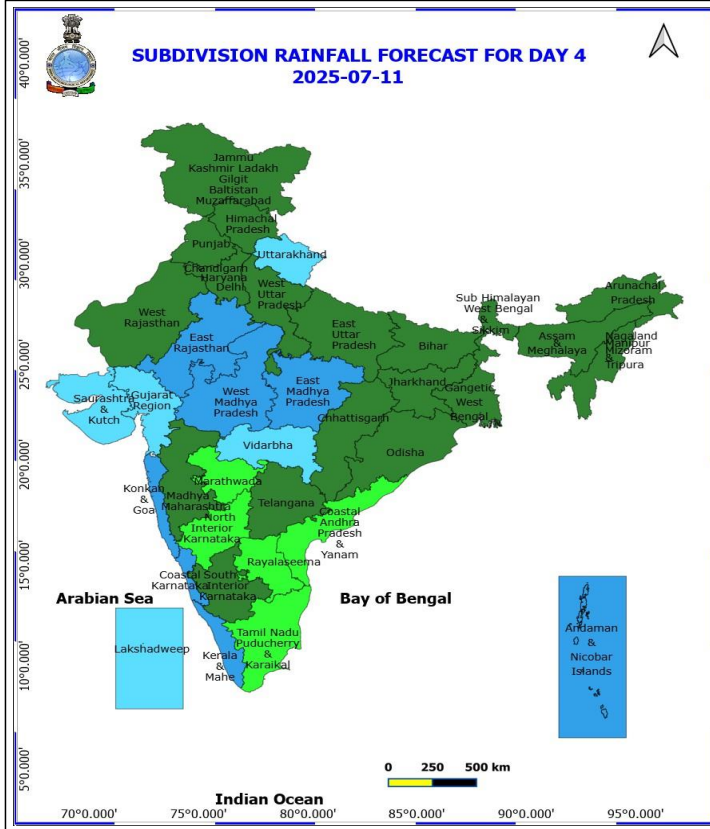 SUBDIVISION RAINFALL FORECAST FOR DAY 4
2025-07-11
40°0.000'
35°0.000'
30°0.000'
25°0.000'
20°0.000'
15°0.000'
10°0.000'
5°0.000'
Jammu
Kashmir Ladakh
Gilgit
Baltistan
Muzaffarabad
Himachal
Pradesh
Punjab
Uttarakhand
Chandigarh
Haryana
Delhi
West
Uttar
Pradesh
West
Rajasthan
East
Rajasthan
East
Uttar
Pradesh
Bihar
Sub Himalayan
West Bengal
&
Sikkim
Arunachal
Pradesh
Assam
&
Meghalaya
Nagaland
Manipur
Mizoram
&
Tripura
Saurashtra
&
Kutch
Gujarat
Region
West
Madhya
Pradesh
East
Madhya
Pradesh
Jharkhand
Gangetic
West
Bengal
Chhattisgarh
Odisha
Vidarbha
Konkan
&
Goa
Madhya
Maharashtra
Marathwada
Telangana
North
Interior
Karnataka
Coastal
Andhra
Pradesh
&
Yanam
Rayalaseema
Coastal
Karnataka
South
Interior
Karnataka
Arabian Sea
Bay of Bengal
Lakshadweep
Kerala
&
Mahe
Tamil Nadu
Puducherry
&
Karaikal
Andaman
&
Nicobar
Islands
0 250 500 km
Indian Ocean
70°0.000' 75°0.000' 80°0.000' 85°0.000' 90°0.000' 95°0.000'